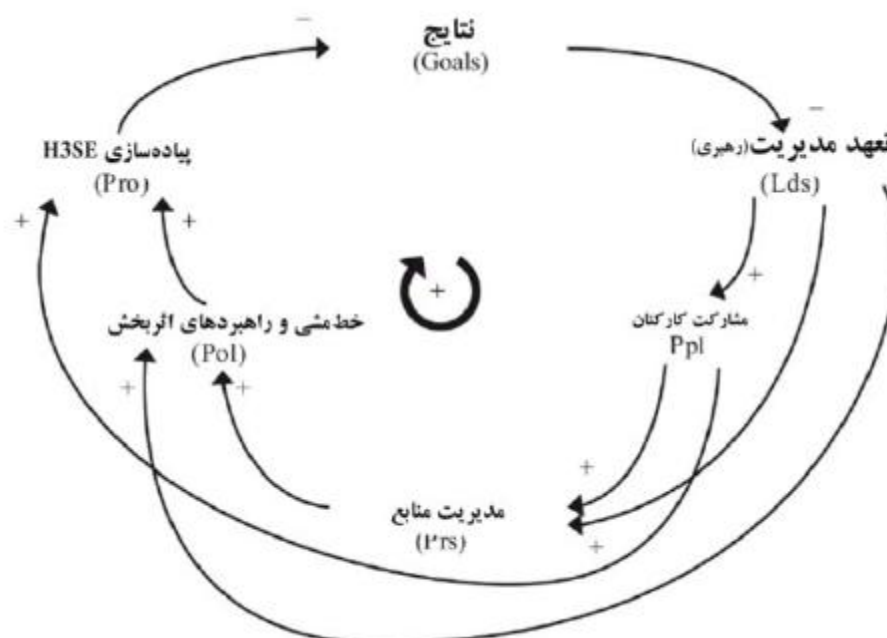 نتایج
(Goals)
−
−
تعهد مدیریت (رهبری)
(Lds)
پیاده‌سازی H3SE
(Pro)
+
+
+
+
مشارکت کارکنان
Ppl
خط‌مشی و راهبردهای اثربخش
(Pol)
+
+
+
+
مدیریت منابع
(Prs)